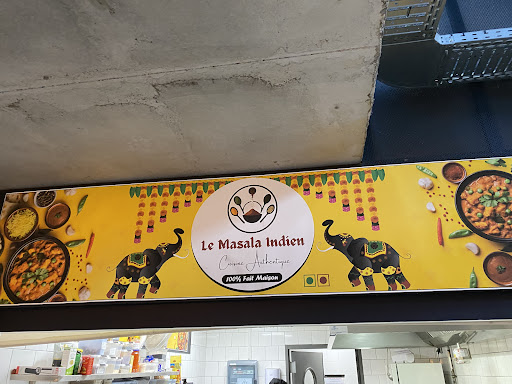 Le Masala Indien
Cuisine Authentique
100% Fait Maison